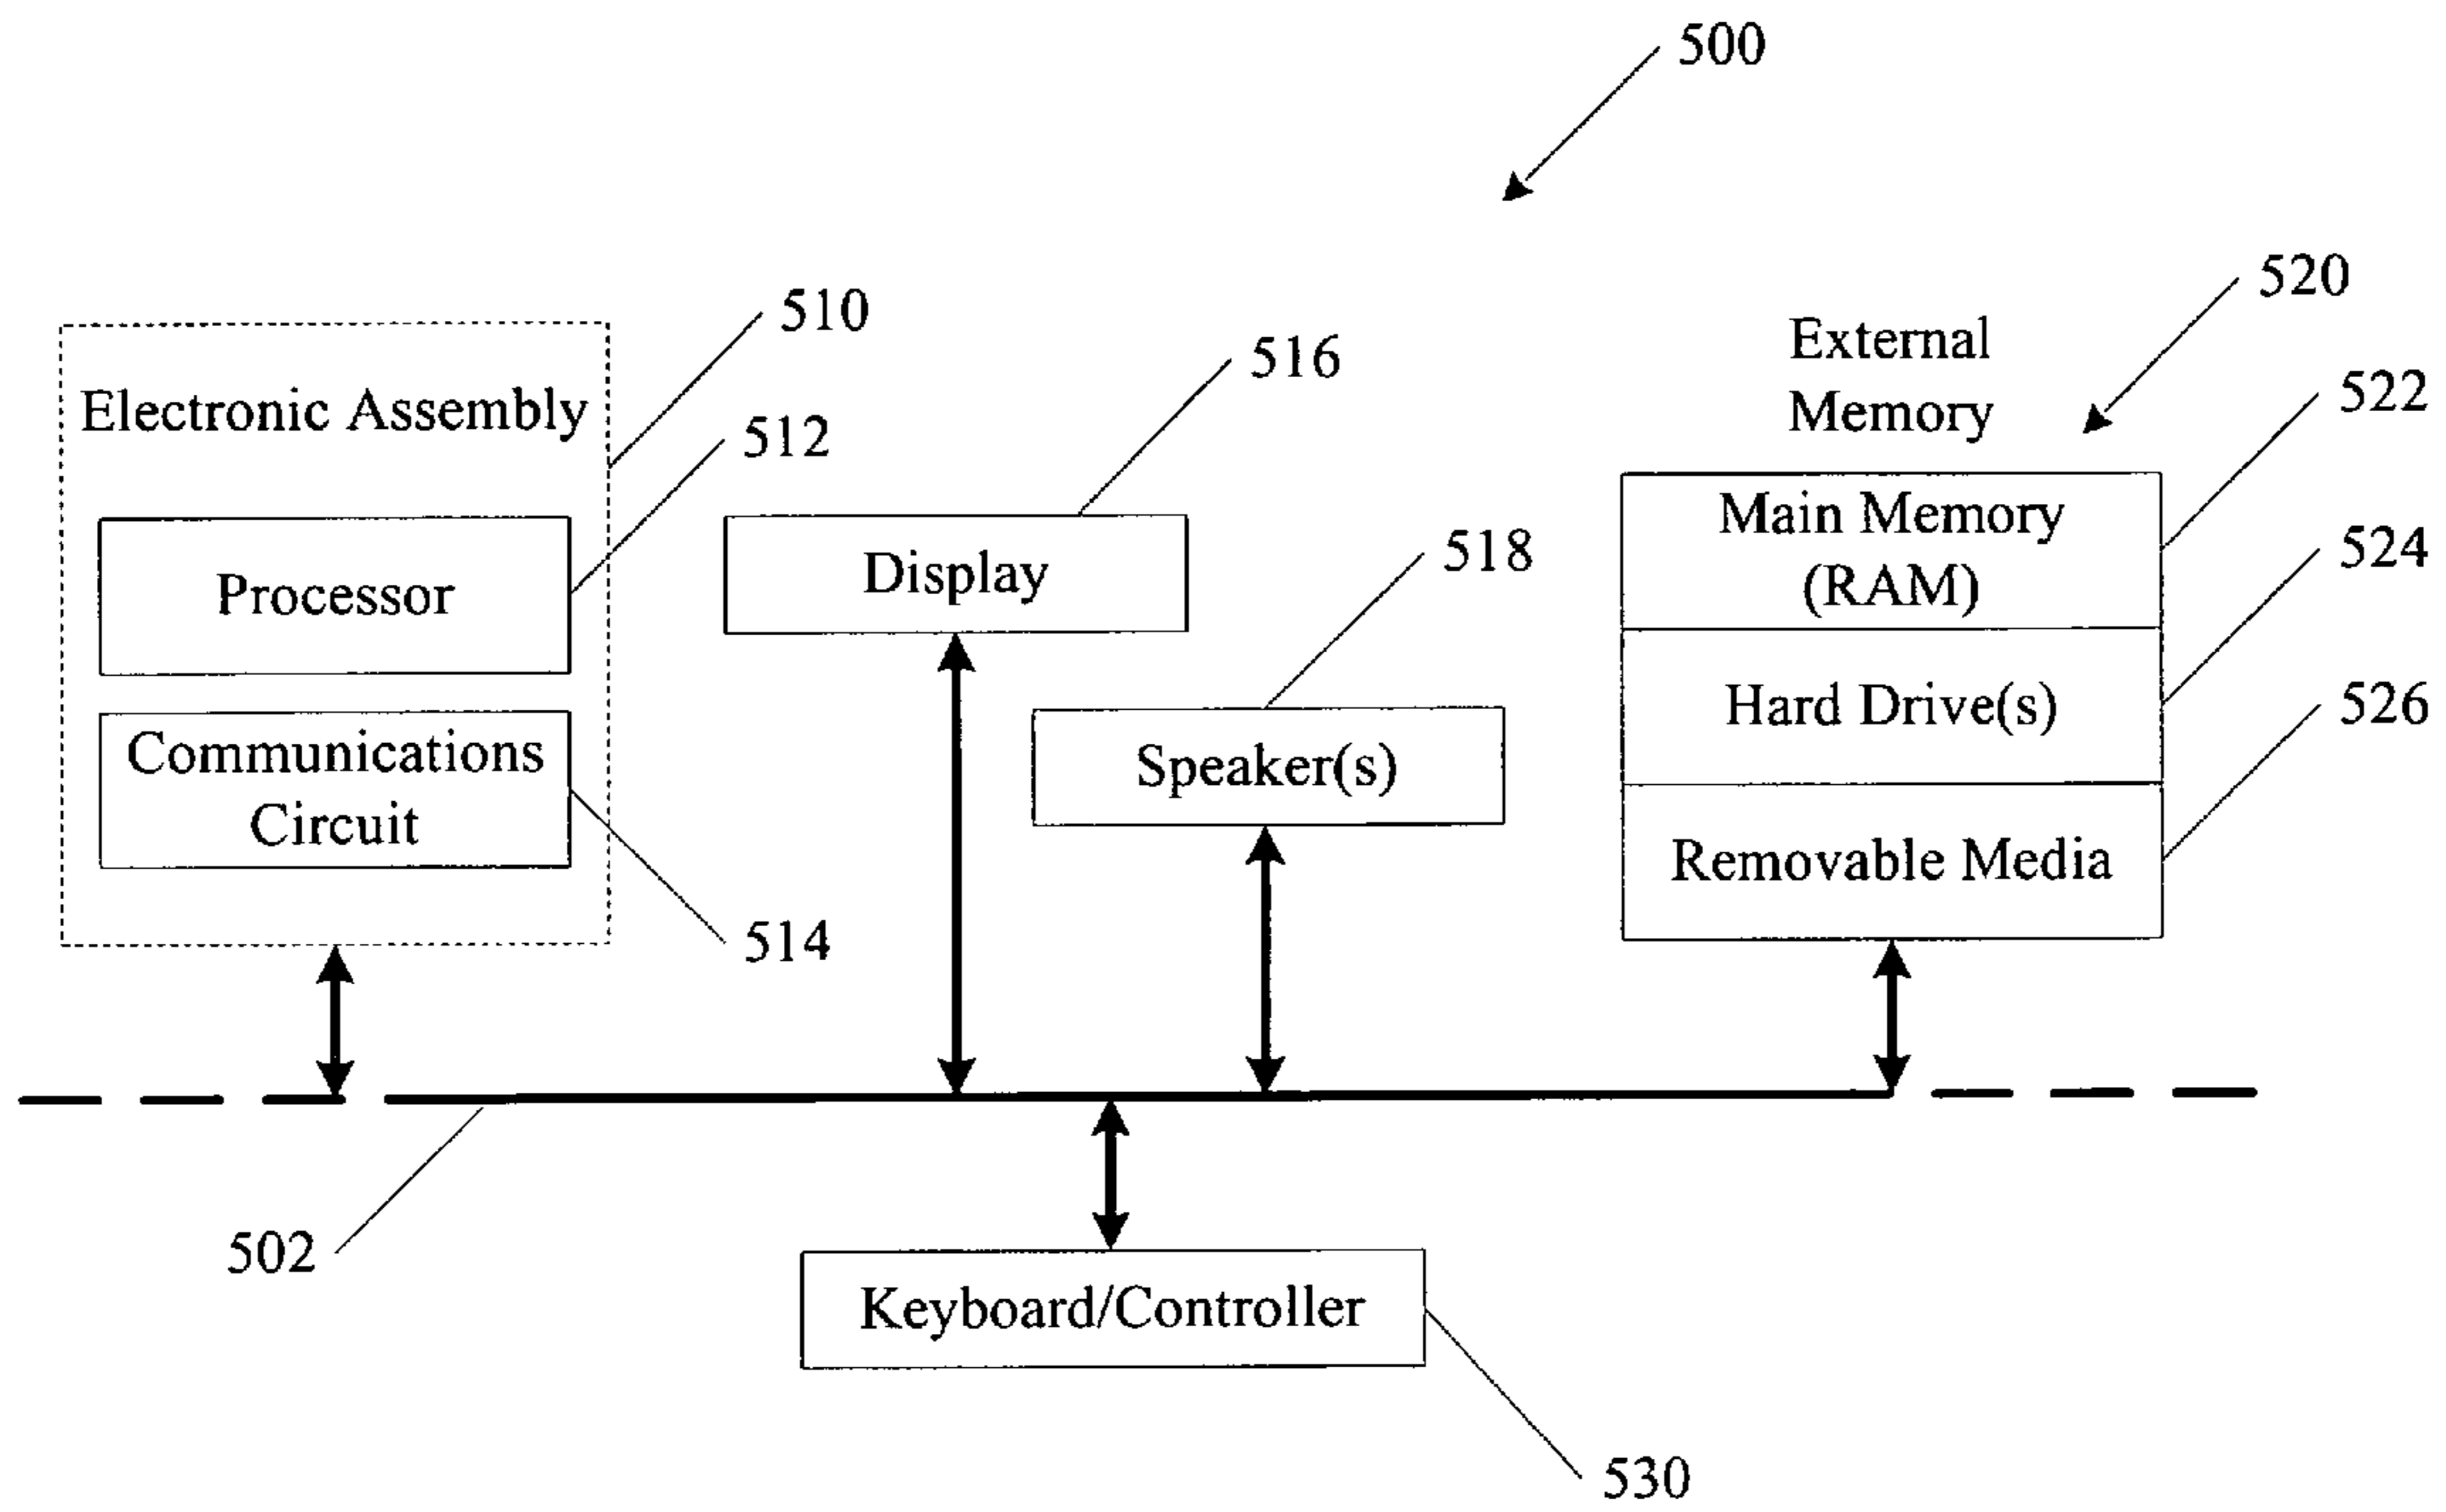 500
520
510
External
516
Memory
522
Electronic Assembly
512
Main Memory
518
524
(RAM)
Display
Processor
Hard Drive(s)
526
Communications
Speaker(s)
Circuit
Removable Media
514
502
Keyboard/Controller
530